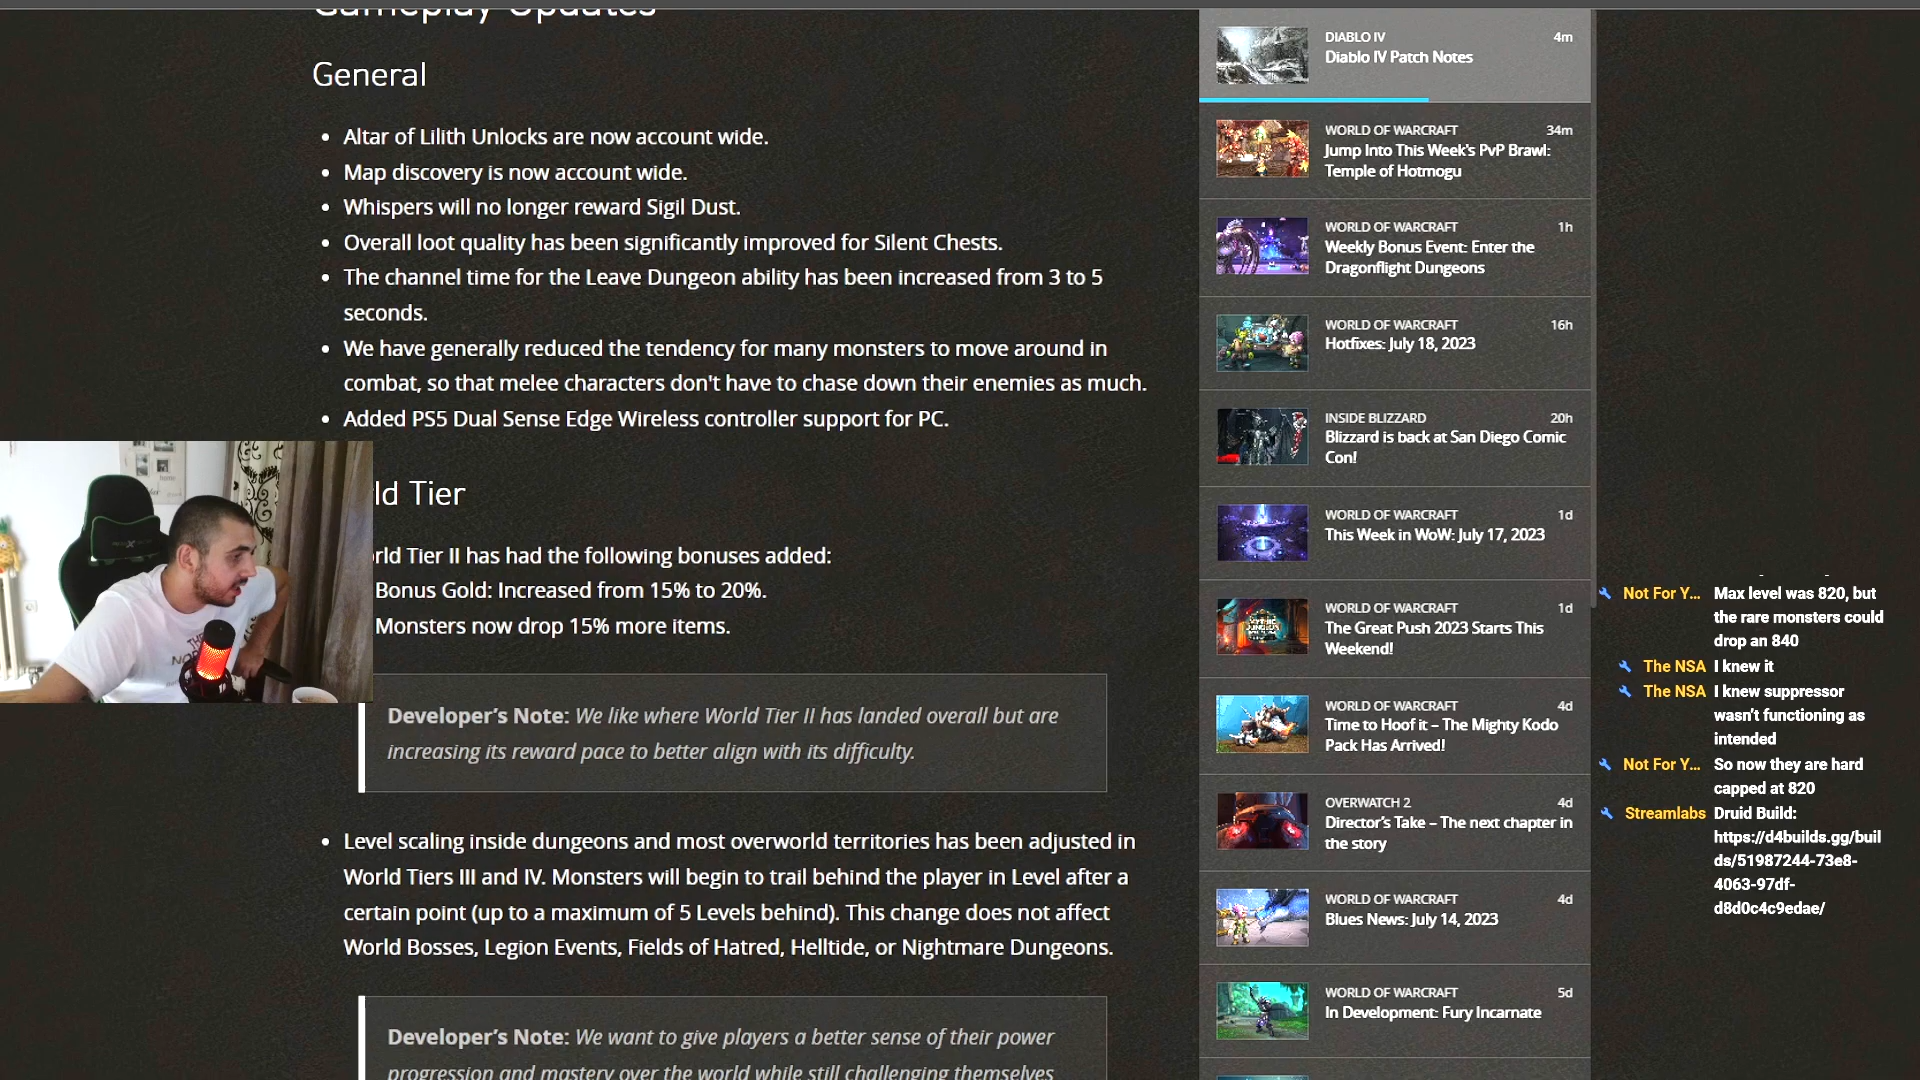 Gameplay Updates
General
Altar of Lilith Unlocks are now account wide.
Map discovery is now account wide.
Whispers will no longer reward Sigil Dust.
Overall loot quality has been significantly improved for Silent Chests.
The channel time for the Leave Dungeon ability has been increased from 3 to 5
seconds.
We have generally reduced the tendency for many monsters to move around in
combat, so that melee characters don't have to chase down their enemies as much.
Added PS5 Dual Sense Edge Wireless controller support for PC.
ld Tier
rld Tier II has had the following bonuses added:
Bonus Gold: Increased from 15% to 20%.
Monsters now drop 15% more items.
Developer's Note: We like where World Tier II has landed overall but are
increasing its reward pace to better align with its difficulty.
Level scaling inside dungeons and most overworld territories has been adjusted in
World Tiers III and IV. Monsters will begin to trail behind the player in Level after a
certain point (up to a maximum of 5 Levels behind). This change does not affect
World Bosses, Legion Events, Fields of Hatred, Helltide, or Nightmare Dungeons.
Developer's Note: We want to give players a better sense of their power
progression and mastery over the world while still challenging themselves
DIABLO IV 4m
Diablo IV Patch Notes
WORLD OF WARCRAFT 34m
Jump Into This Week's PvP Brawl:
Temple of Hotmogu
WORLD OF WARCRAFT 1h
Weekly Bonus Event: Enter the
Dragonflight Dungeons
WORLD OF WARCRAFT 16h
Hotfixes: July 18, 2023
INSIDE BLIZZARD 20h
Blizzard is back at San Diego Comic
Con!
WORLD OF WARCRAFT 1d
This Week in WoW: July 17, 2023
WORLD OF WARCRAFT 1d
The Great Push 2023 Starts This
Weekend!
WORLD OF WARCRAFT 4d
Time to Hoof it – The Mighty Kodo
Pack Has Arrived!
OVERWATCH 2 4d
Director's Take – The next chapter in
the story
WORLD OF WARCRAFT 4d
Blues News: July 14, 2023
WORLD OF WARCRAFT 5d
In Development: Fury Incarnate
Not For Y... Max level was 820, but
the rare monsters could
drop an 840
The NSA I knew it
The NSA I knew suppressor
wasn't functioning as
intended
Not For Y... So now they are hard
capped at 820
Streamlabs Druid Build:
https://d4builds.gg/buil
ds/51987244-73e8-
4063-97df-
d8d0c4c9edae/